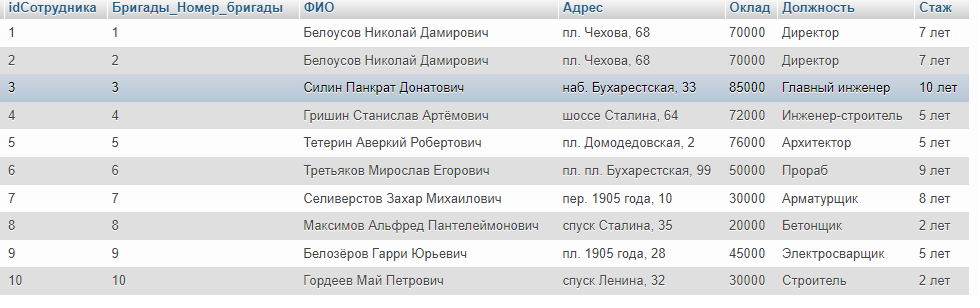 idСотрудника Бригады_Номер_бригады ФИО Адрес Оклад Должность Стаж
1 1 Белоусов Николай Дамирович пл. Чехова, 68 70000 Директор 7 лет
2 2 Белоусов Николай Дамирович пл. Чехова, 68 70000 Директор 7 лет
3 3 Силин Панкрат Донатович наб. Бухарестская, 33 85000 Главный инженер 10 лет
4 4 Гришин Станислав Артёмович шоссе Сталина, 64 72000 Инженер-строитель 5 лет
5 5 Тетерин Аверкий Робертович пл. Домодедовская, 2 76000 Архитектор 5 лет
6 6 Третьяков Мирослав Егорович пл. пл. Бухарестская, 99 50000 Прораб 9 лет
7 7 Селиверстов Захар Михаилович пер. 1905 года, 10 30000 Арматурщик 8 лет
8 8 Максимов Альфред Пантелеймонович спуск Сталина, 35 20000 Бетонщик 2 лет
9 9 Белозёров Гарри Юрьевич пл. 1905 года, 28 45000 Электросварщик 5 лет
10 10 Гордеев Май Петрович спуск Ленина, 32 30000 Строитель 2 лет